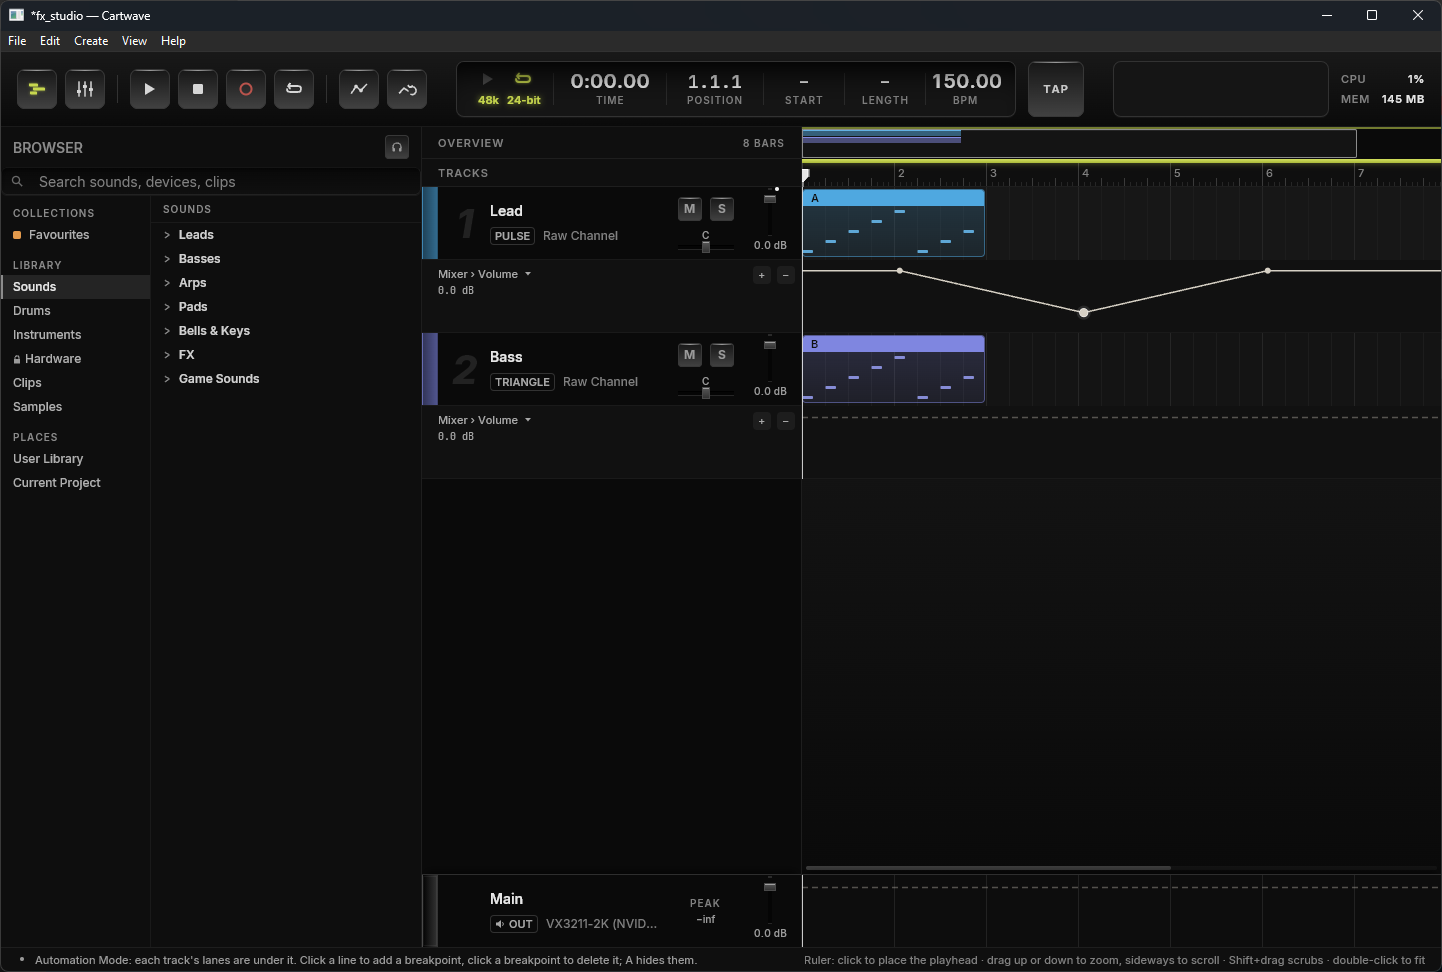 *fx_studio — Cartwave
File Edit Create View Help
48k 24-bit
0:00.00
TIME
1.1.1
POSITION
–
START
–
LENGTH
150.00
BPM
TAP
CPU 1%
MEM 145 MB
BROWSER
Search sounds, devices, clips
COLLECTIONS
Favourites
LIBRARY
Sounds
Drums
Instruments
Hardware
Clips
Samples
PLACES
User Library
Current Project
SOUNDS
> Leads
> Basses
> Arps
> Pads
> Bells & Keys
> FX
> Game Sounds
OVERVIEW 8 BARS
TRACKS
2 3 4 5 6 7
1 Lead M S
PULSE Raw Channel C 0.0 dB
A
Mixer › Volume + −
0.0 dB
2 Bass M S
TRIANGLE Raw Channel C 0.0 dB
B
Mixer › Volume + −
0.0 dB
Main PEAK
OUT VX3211-2K (NVID... –inf
0.0 dB
• Automation Mode: each track's lanes are under it. Click a line to add a breakpoint, click a breakpoint to delete it; A hides them.
Ruler: click to place the playhead · drag up or down to zoom, sideways to scroll · Shift+drag scrubs · double-click to fit